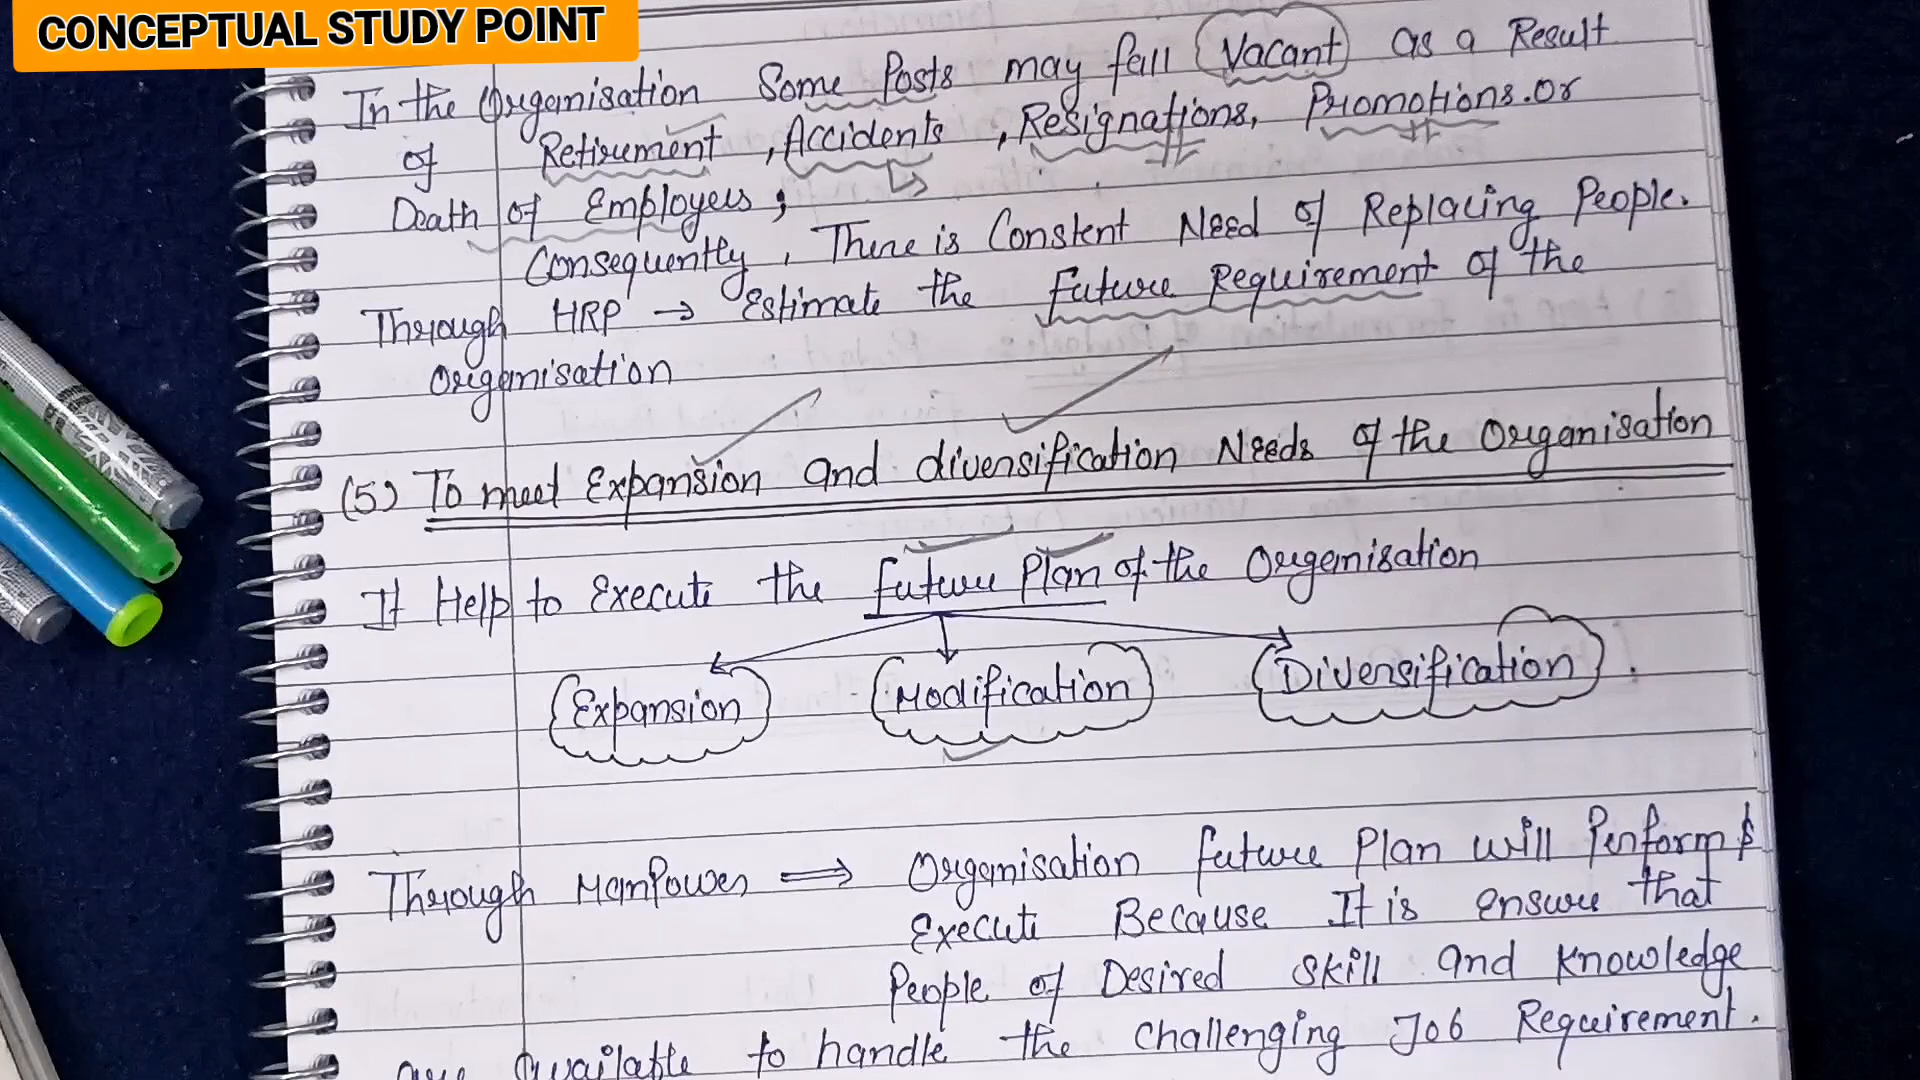 CONCEPTUAL STUDY POINT
In the Organisation Some Posts may fall Vacant as a Result
of Retirement, Accidents, Resignations, Promotions. or
Death of Employees;
Consequently, There is Constent Need of Replacing People.
Through HRP → Estimate the future Requirement of the
Organisation
(5) To meet Expansion and diversification Needs of the Organisation
It Help to Execute the future Plan of the Organisation
Expansion Modification Diversification.
Through ManPower ⟹ Organisation future Plan will Perform &
Execute Because It is ensure that
People of Desired Skill and Knowledge
are available to handle the Challenging Job Requirement.